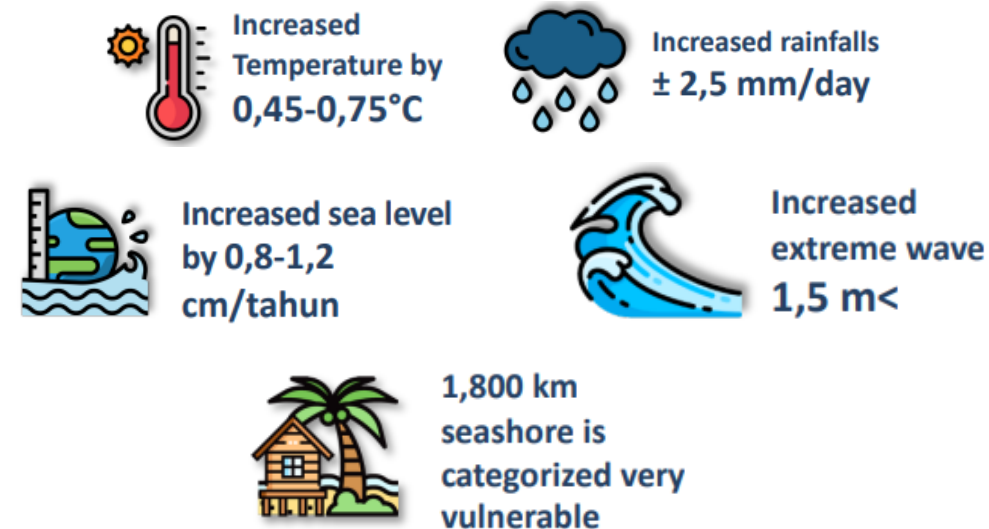 Increased
Temperature by
0,45-0,75°C
Increased rainfalls
± 2,5 mm/day
Increased sea level
by 0,8-1,2
cm/tahun
Increased
extreme wave
1,5 m<
1,800 km
seashore is
categorized very
vulnerable